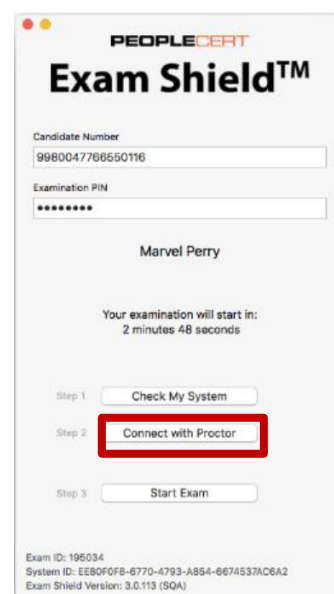 PEOPLECERT
Exam Shield™
Candidate Number
9980047766550116
Examination PIN
••••••••
Marvel Perry
Your examination will start in:
2 minutes 48 seconds
Step 1 Check My System
Step 2 Connect with Proctor
Step 3 Start Exam
Exam ID: 195034
System ID: EE80F0F8-6770-4793-A854-6674537AC6A2
Exam Shield Version: 3.0.113 (SQA)